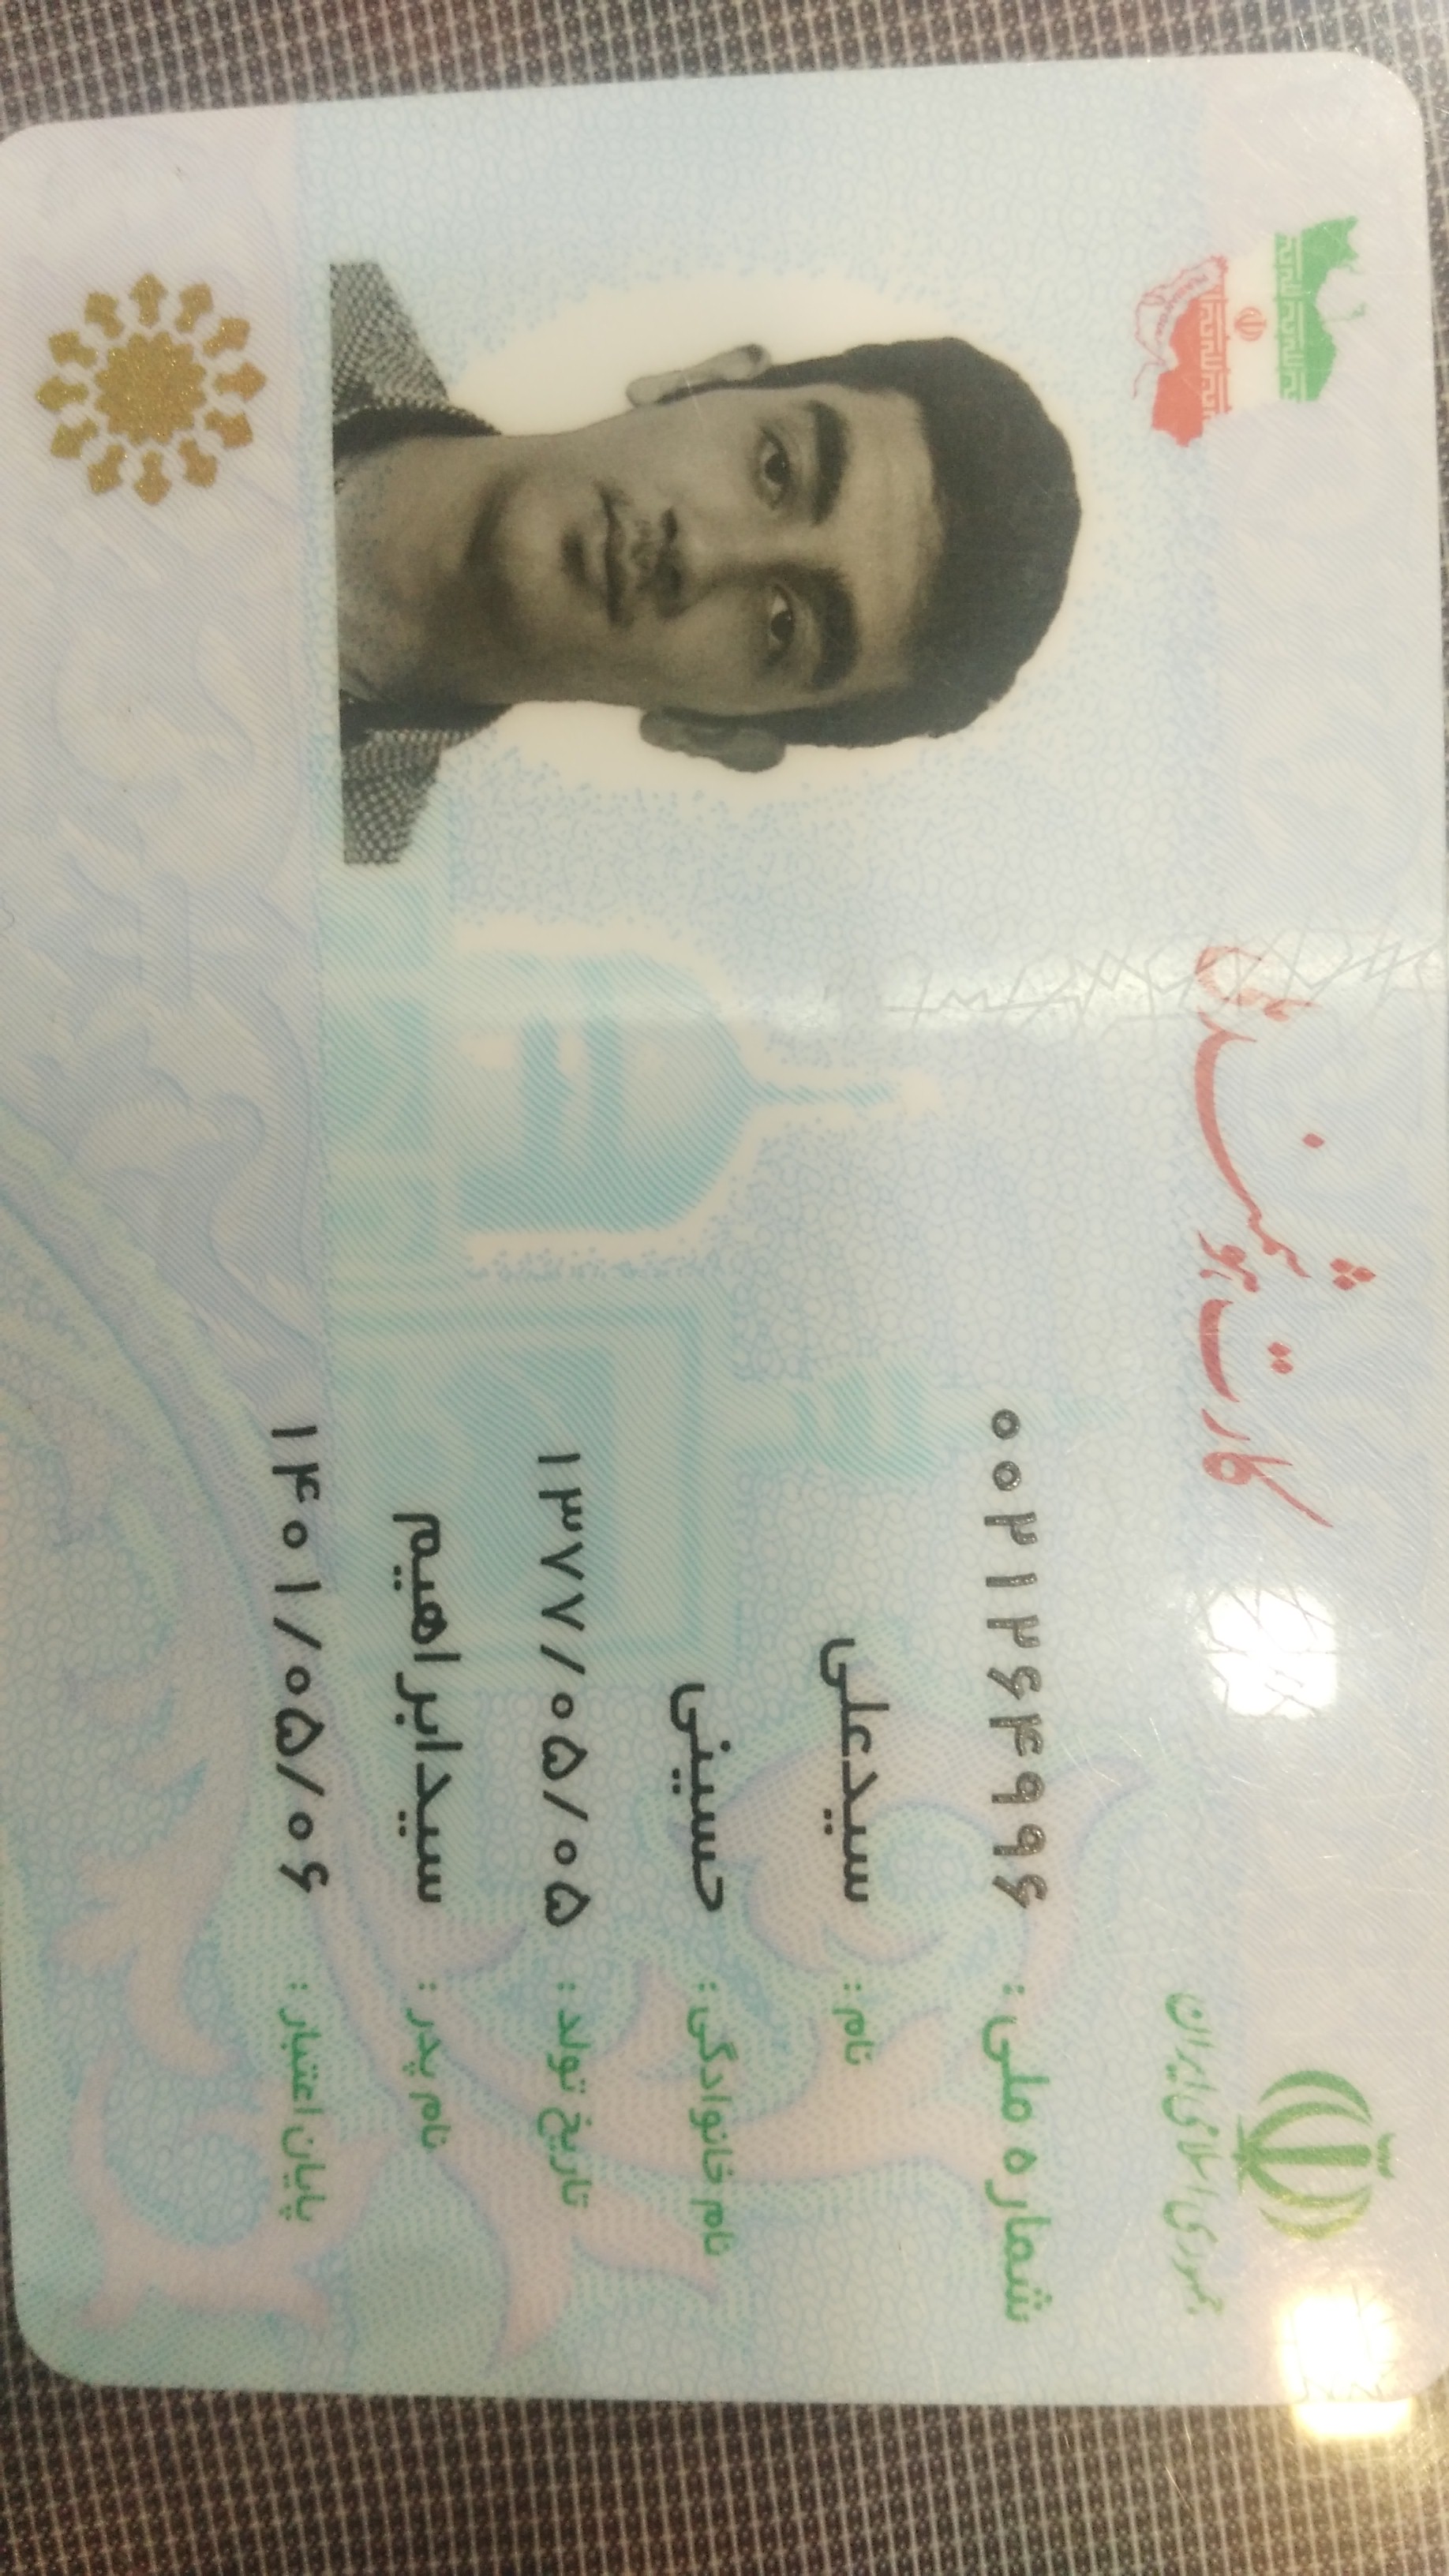 جمهوری اسلامی ایران
کارت هوشمند ملی
شماره ملی : ۰۰۲۱۲۶۴۹۹۶
نام : سیدعلی
نام خانوادگی : حسینی
تاریخ تولد : ۱۳۷۷/۰۵/۰۵
نام پدر : سیدابراهیم
پایان اعتبار : ۱۴۰۱/۰۵/۰۶